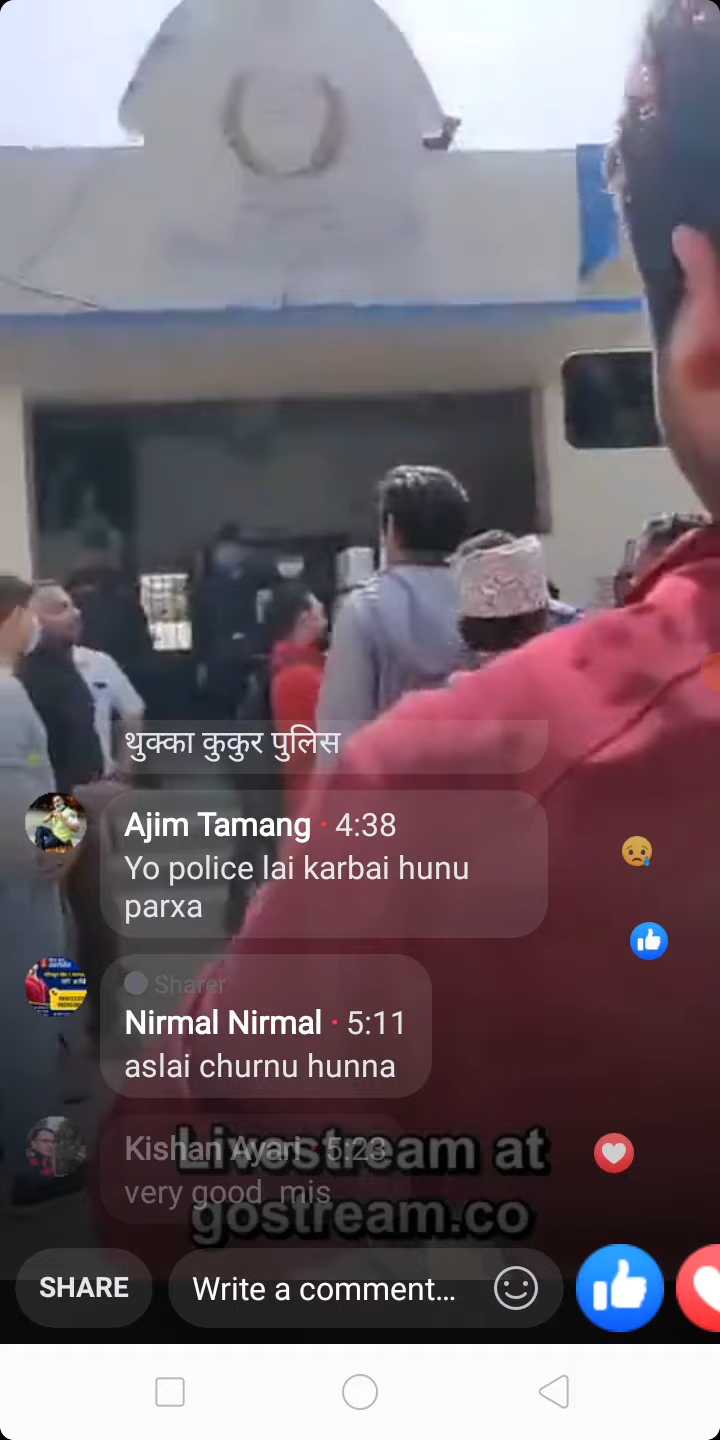 थुक्का कुकुर पुलिस
Ajim Tamang · 4:38
Yo police lai karbai hunu
parxa
Sharer
Nirmal Nirmal · 5:11
aslai churnu hunna
Kishan Ayari · 5:23
very good mis
Livestream at
gostream.co
SHARE
Write a comment...